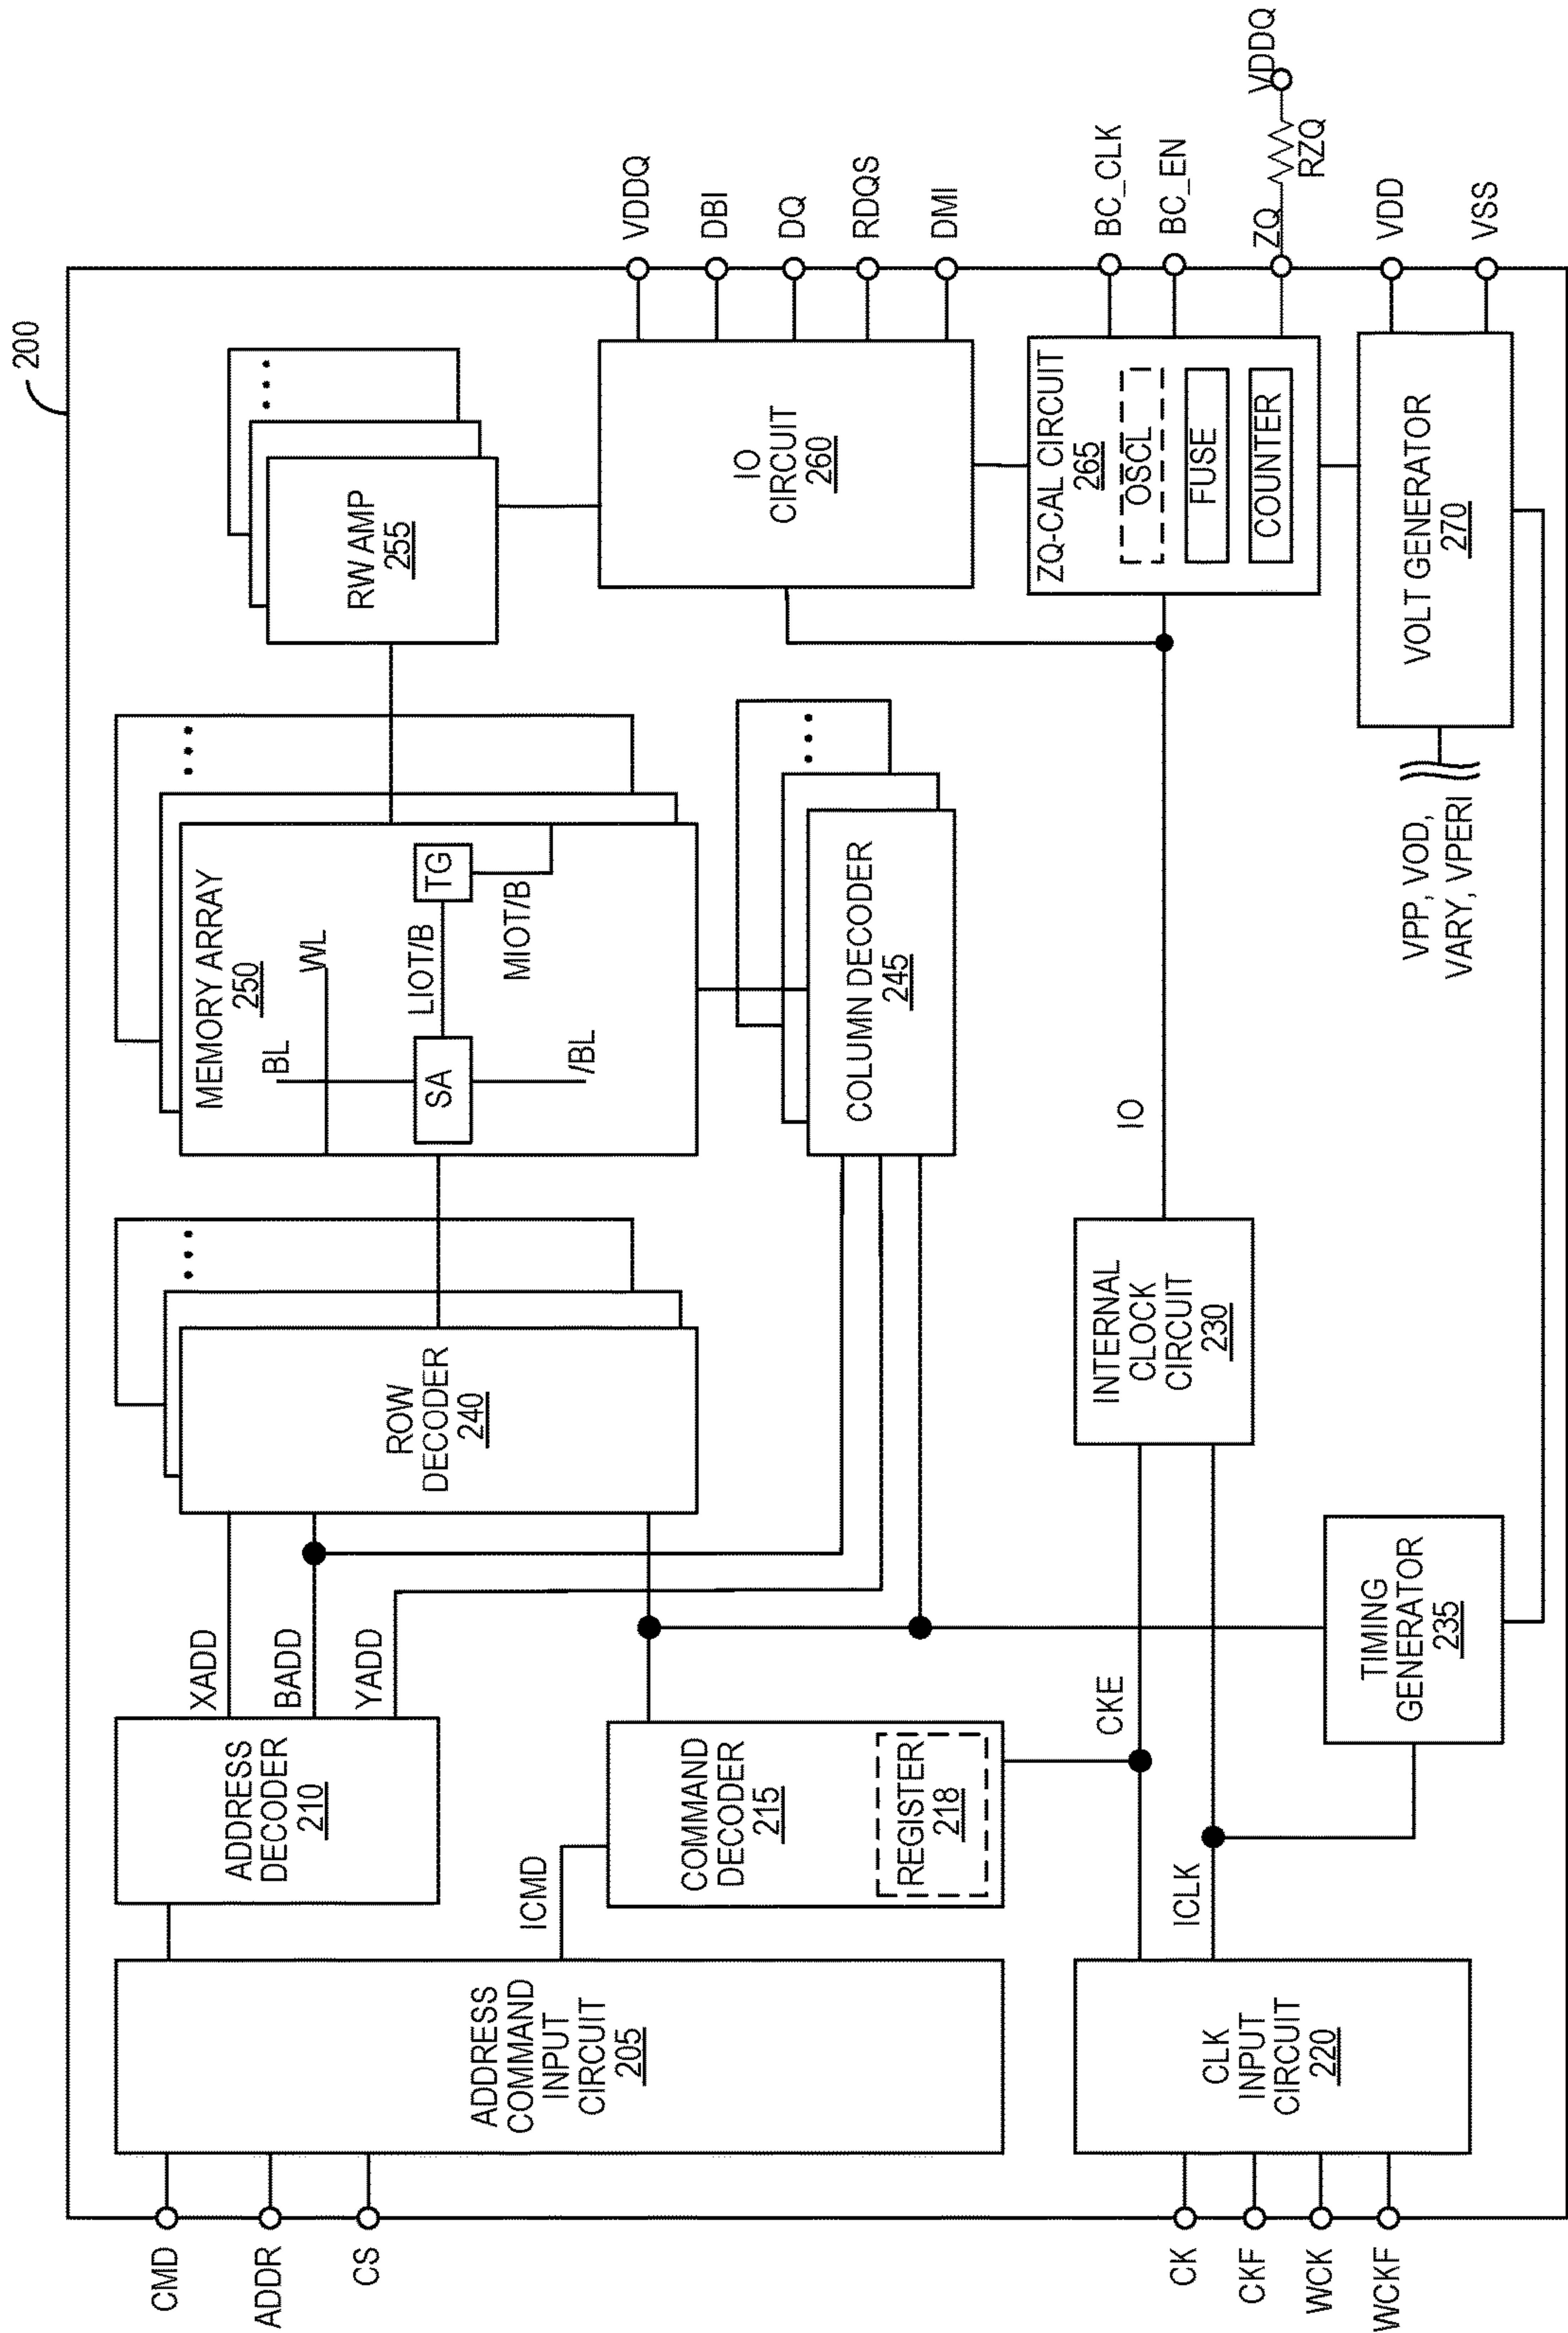 200
CMD
ADDR
CS
CK
CKF
WCK
WCKF
ADDRESS
COMMAND
INPUT
CIRCUIT
205
CLK
INPUT
CIRCUIT
220
ADDRESS
DECODER
210
ICMD
COMMAND
DECODER
215
REGISTER
218
XADD
BADD
YADD
CKE
ICLK
TIMING
GENERATOR
235
ROW
DECODER
240
INTERNAL
CLOCK
CIRCUIT
230
IO
MEMORY ARRAY
250
BL
WL
SA
/BL
LIOT/B
TG
MIOT/B
COLUMN DECODER
245
RW AMP
255
IO
CIRCUIT
260
ZQ-CAL CIRCUIT
265
OSCL
FUSE
COUNTER
VOLT GENERATOR
270
VPP, VOD,
VARY, VPERI
VDDQ
DBI
DQ
RDQS
DMI
BC_CLK
BC_EN
ZQ
RZQ
VDDQ
VDD
VSS